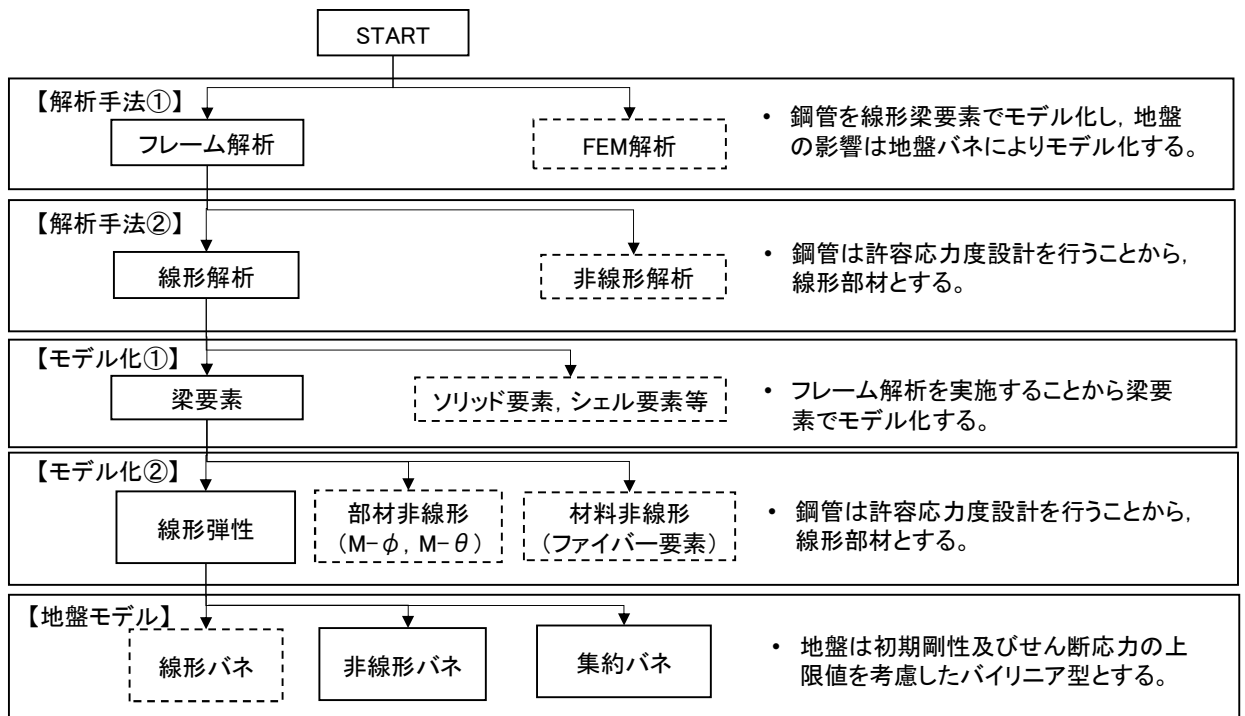 START
【解析手法①】
フレーム解析
FEM解析
・ 鋼管を線形梁要素でモデル化し，地盤
の影響は地盤バネによりモデル化する。
【解析手法②】
線形解析
非線形解析
・ 鋼管は許容応力度設計を行うことから，
線形部材とする。
【モデル化①】
梁要素
ソリッド要素，シェル要素等
・ フレーム解析を実施することから梁要
素でモデル化する。
【モデル化②】
線形弾性
部材非線形
（M-φ，M-θ）
材料非線形
（ファイバー要素）
・ 鋼管は許容応力度設計を行うことから，
線形部材とする。
【地盤モデル】
線形バネ
非線形バネ
集約バネ
・ 地盤は初期剛性及びせん断応力の上
限値を考慮したバイリニア型とする。